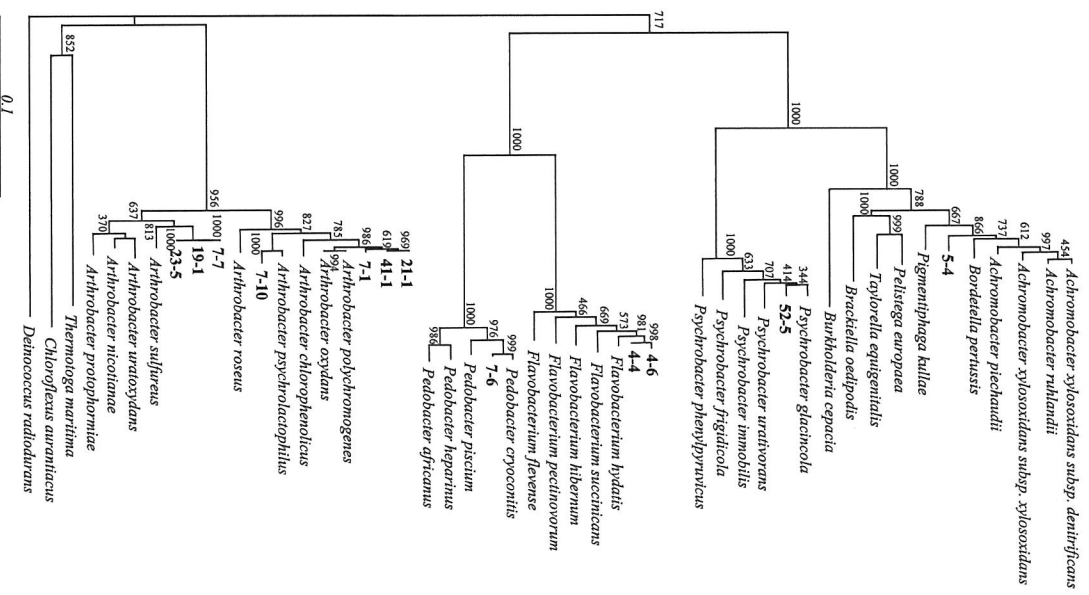 Achromobacter xylosoxidans subsp. denitrificans
454
Achromobacter ruhlandii
997
Achromobacter xylosoxidans subsp. xylosoxidans
612
Achromobacter piechaudii
737
Bordetella pertussis
866
5-4
667
Pigmentiphaga kullae
788
Pelistega europaea
999
Taylorella equigenitalis
1000
Brackiella oedipodis
1000
Burkholderia cepacia
1000
Psychrobacter glacincola
344
52-5
414
Psychrobacter urativorans
707
Psychrobacter immobilis
633
Psychrobacter frigidicola
1000
Psychrobacter phenylpyruvicus
717
4-6
998
4-4
981
Flavobacterium hydatis
573
Flavobacterium succinicans
669
Flavobacterium hibernum
466
Flavobacterium pectinovorum
1000
Flavobacterium flevense
1000
Pedobacter cryoconitis
999
7-6
976
Pedobacter piscium
1000
Pedobacter heparinus
986
Pedobacter africanus
21-1
969
41-1
619
7-1
986
Arthrobacter polychromogenes
994
Arthrobacter oxydans
785
Arthrobacter chlorophenolicus
827
Arthrobacter psychrolactophilus
1000
7-10
996
Arthrobacter roseus
956
7-7
1000
19-1
1000
23-5
813
Arthrobacter sulfureus
637
Arthrobacter uratoxydans
Arthrobacter nicotianae
370
Arthrobacter protophormiae
Thermotoga maritima
852
Chloroflexus aurantiacus
Deinococcus radiodurans
0.1